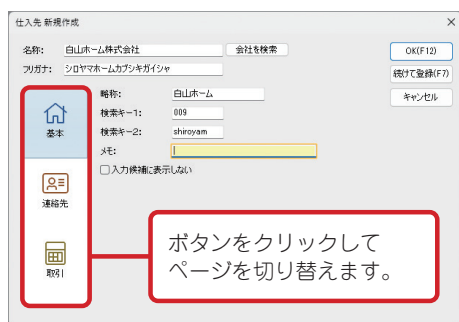 仕入先 新規作成
名称: 白山ホーム株式会社 会社を検索 OK(F12)
フリガナ: シロヤマホームカブシキガイシャ 続けて登録(F7)
略称: 白山ホーム キャンセル
検索キー1: 009
基本 検索キー2: shiroyam
メモ:
入力候補に表示しない
連絡先
ボタンをクリックして
ページを切り替えます。
取引